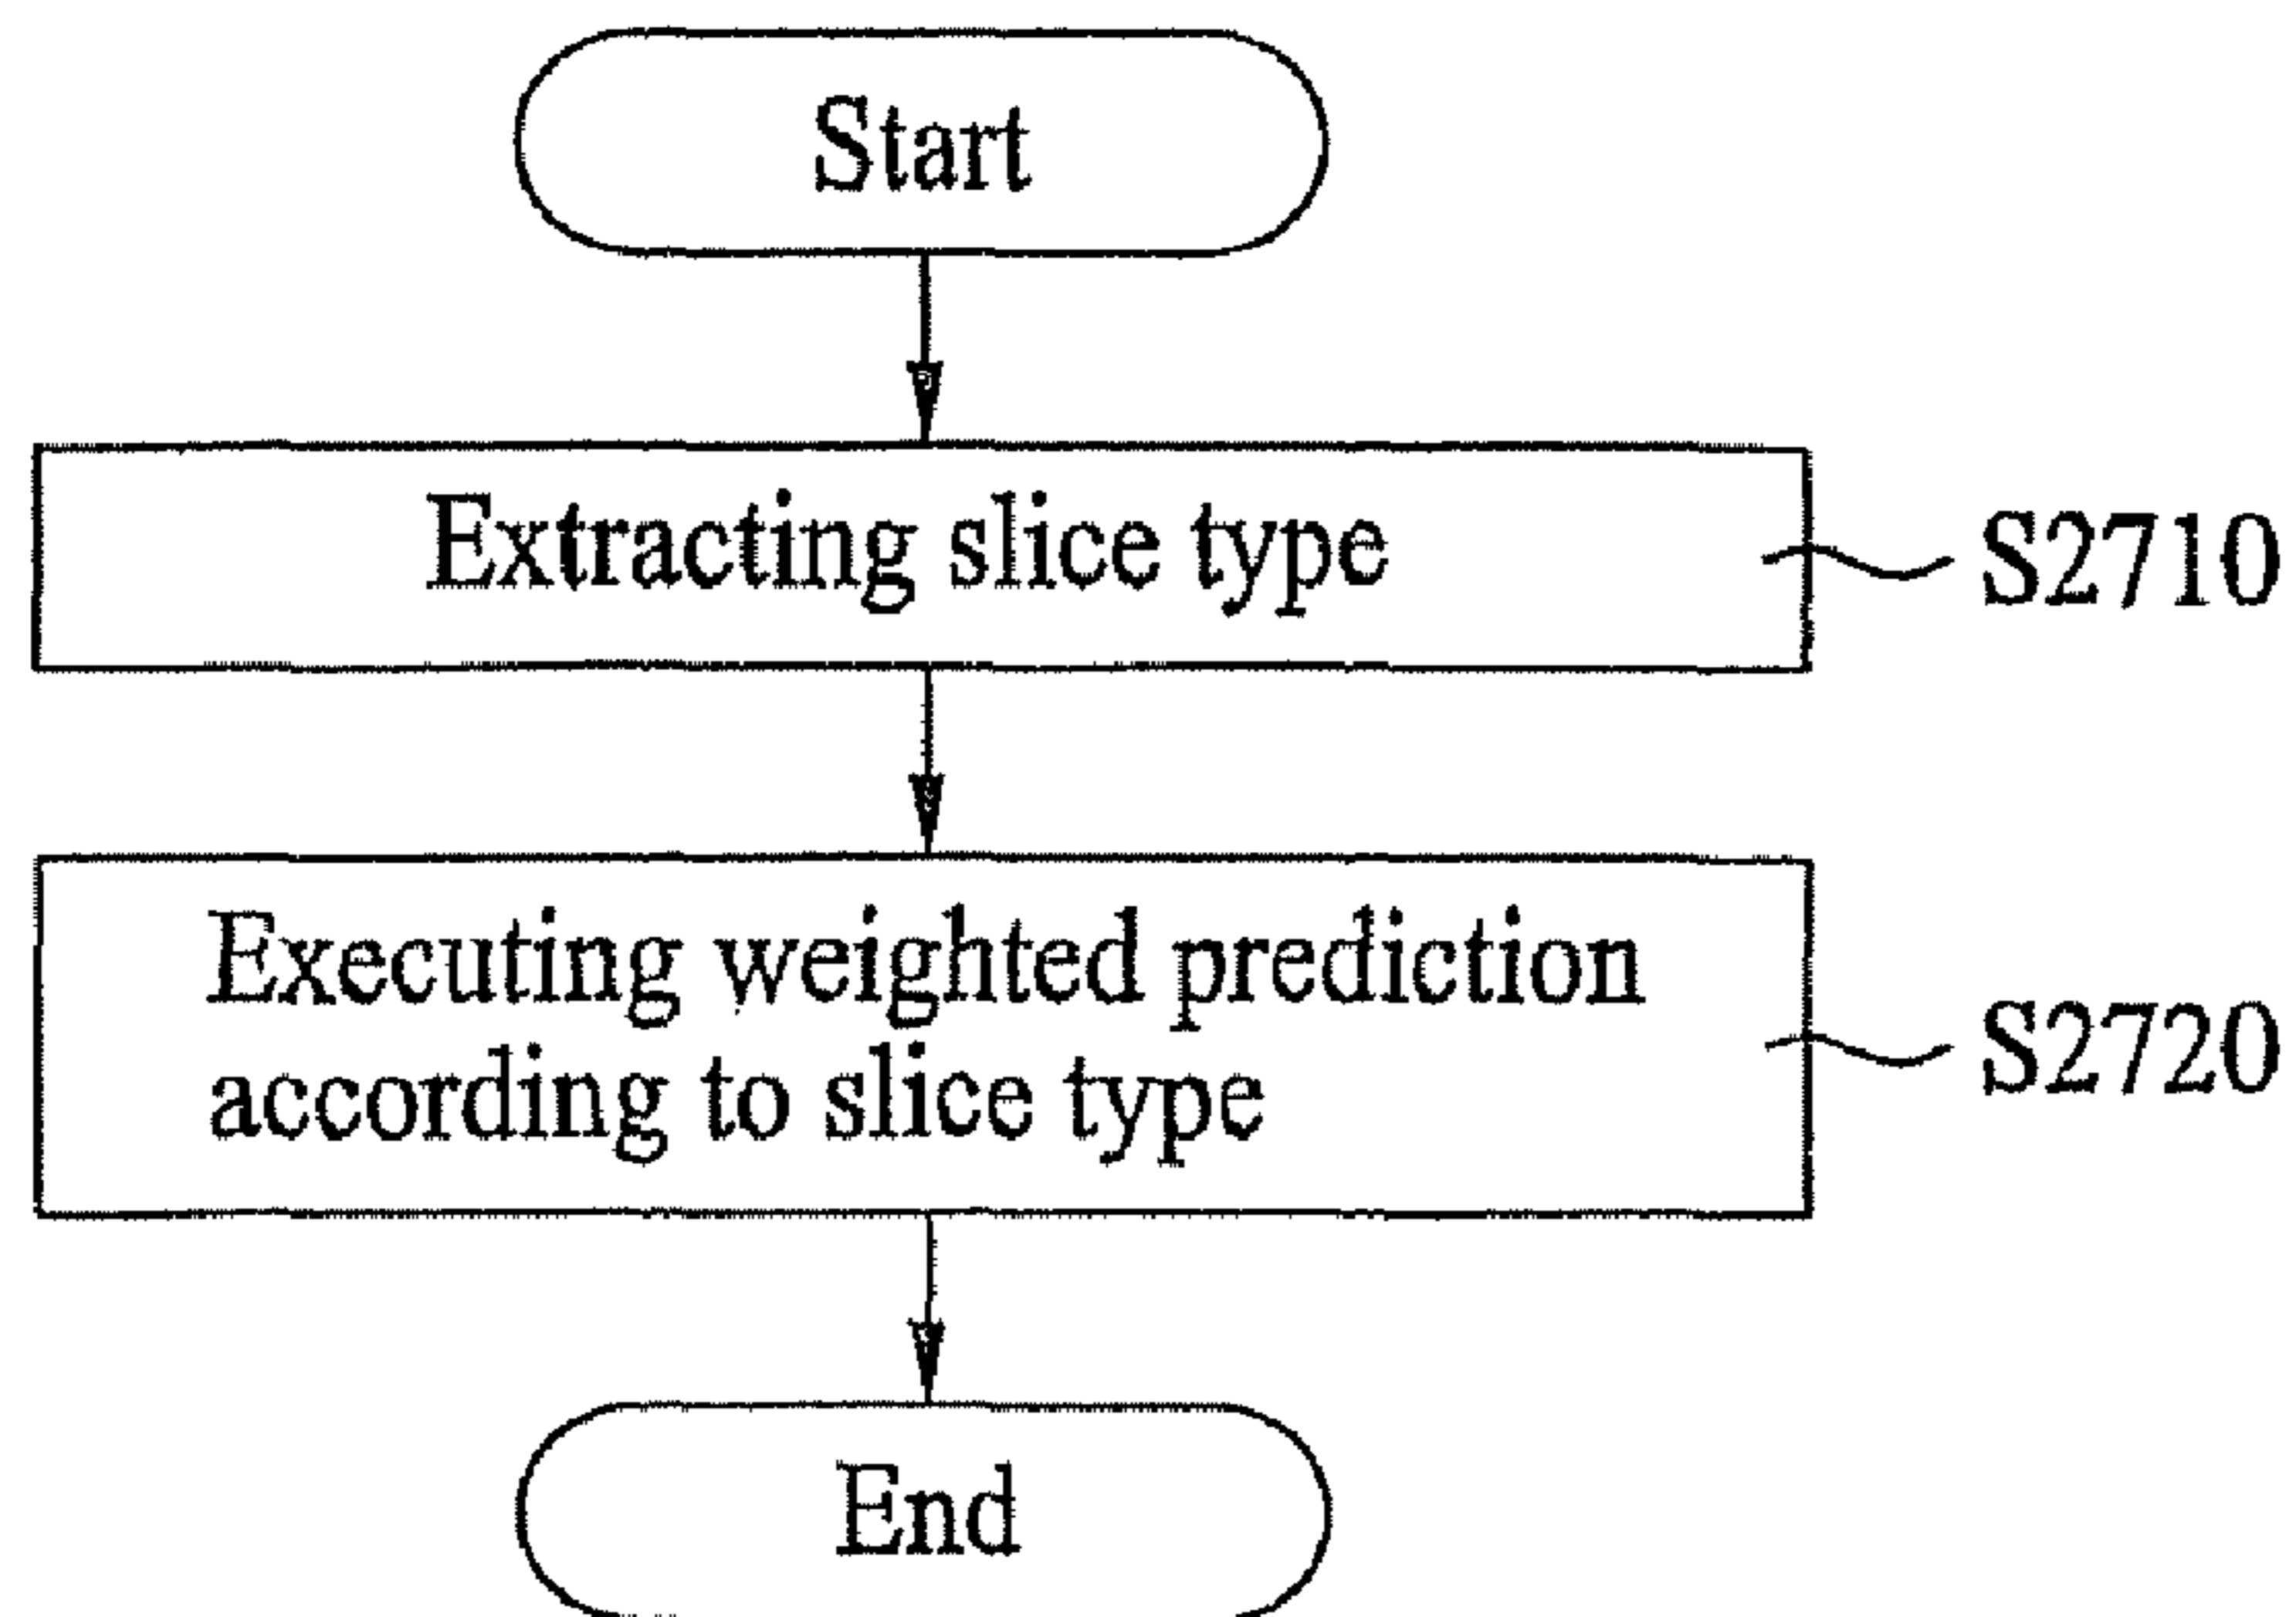 Start
Extracting slice type
S2710
Executing weighted prediction
according to slice type
S2720
End